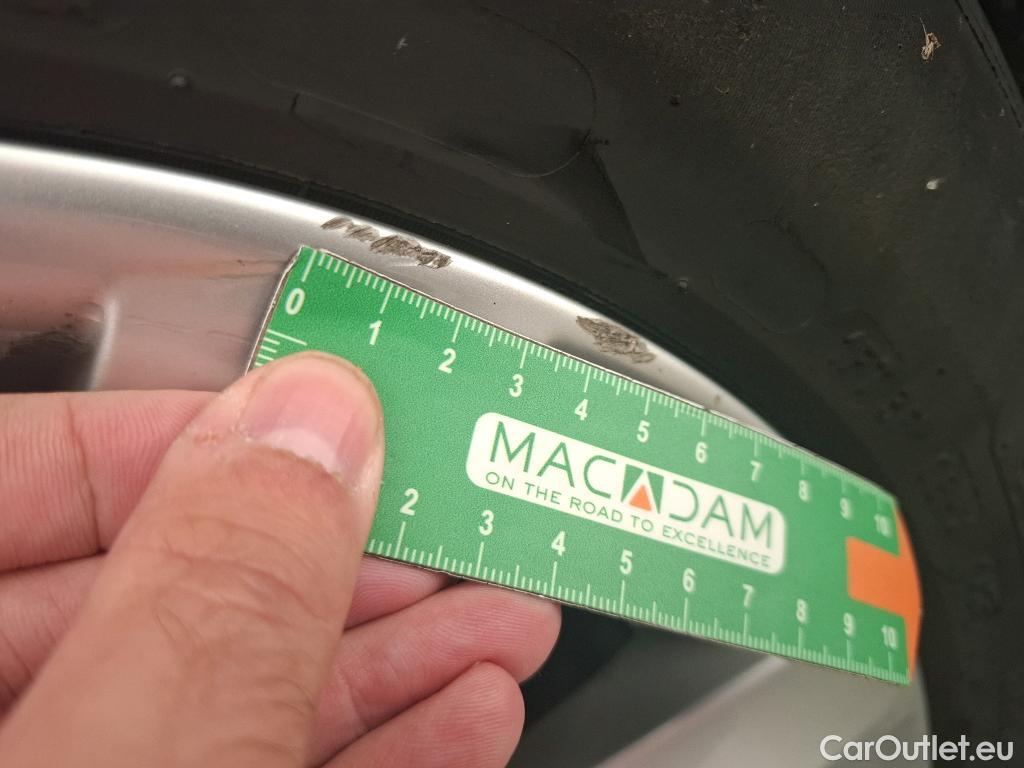 0 1 2 3 4 5 6 7 8 9 10
MACADAM
ON THE ROAD TO EXCELLENCE
2 3 4 5 6 7 8 9 10
CarOutlet.eu